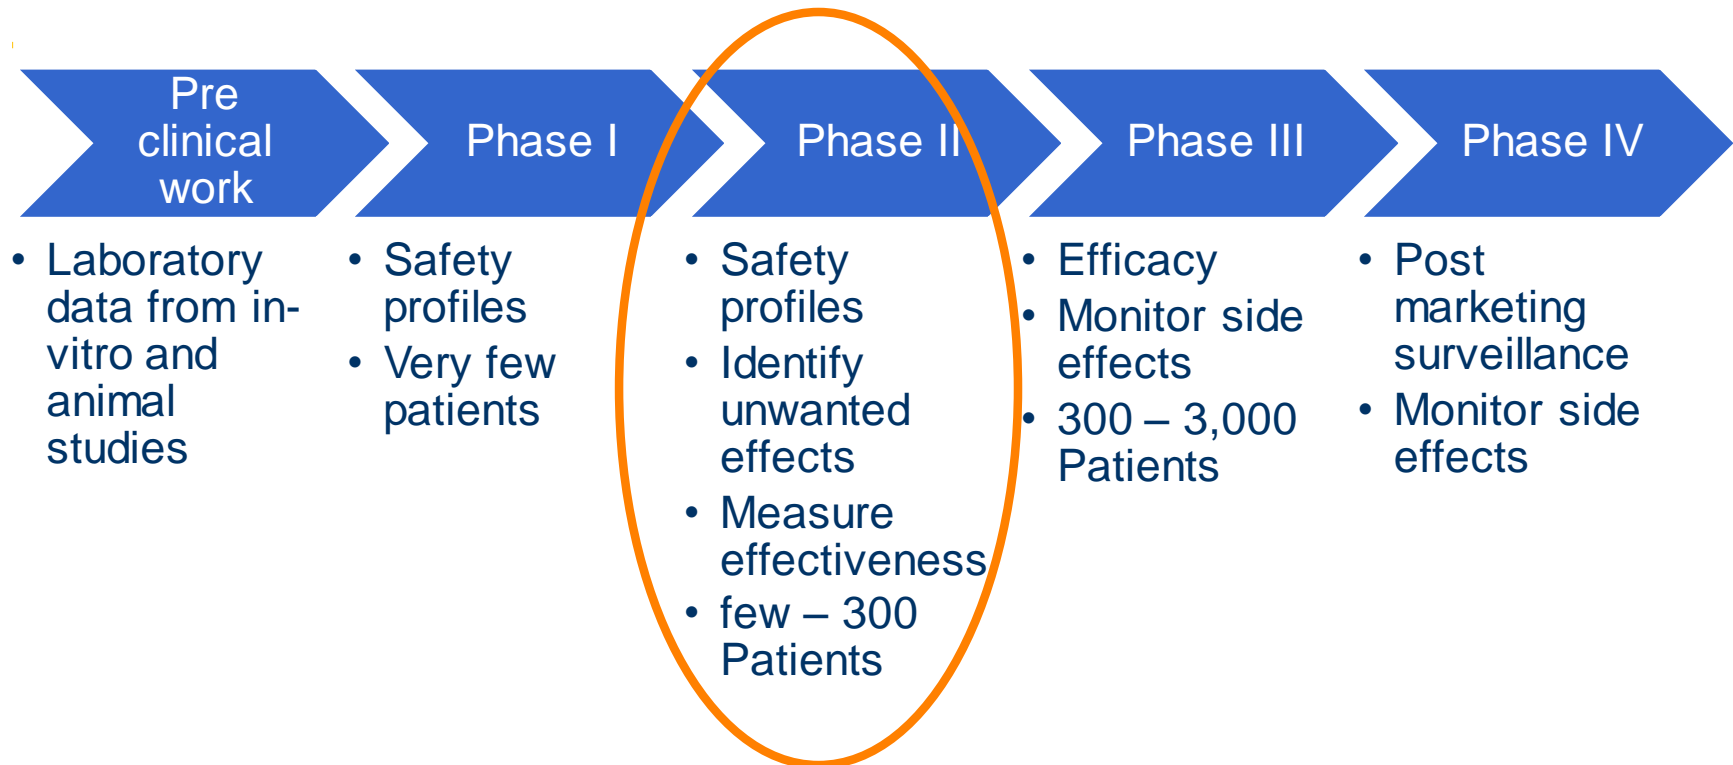 Pre
clinical
work
Phase I
Phase II
Phase III
Phase IV
• Laboratory
data from in-
vitro and
animal
studies
• Safety
profiles
• Very few
patients
• Safety
profiles
• Identify
unwanted
effects
• Measure
effectiveness
• few – 300
Patients
• Efficacy
• Monitor side
effects
• 300 – 3,000
Patients
• Post
marketing
surveillance
• Monitor side
effects